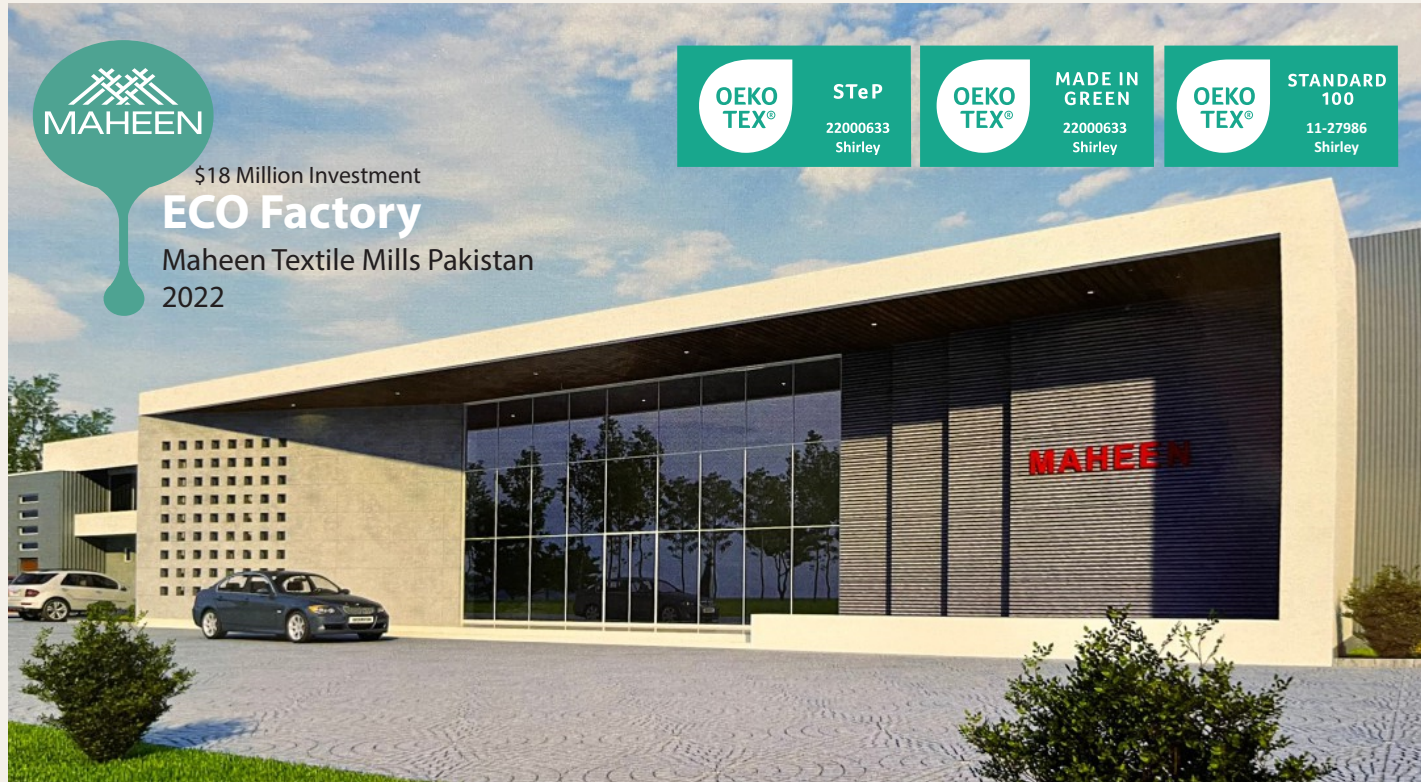 MAHEEN
$18 Million Investment
ECO Factory
Maheen Textile Mills Pakistan
2022
OEKO
TEX®
STeP
22000633
Shirley
OEKO
TEX®
MADE IN
GREEN
22000633
Shirley
OEKO
TEX®
STANDARD
100
11-27986
Shirley
MAHEEN